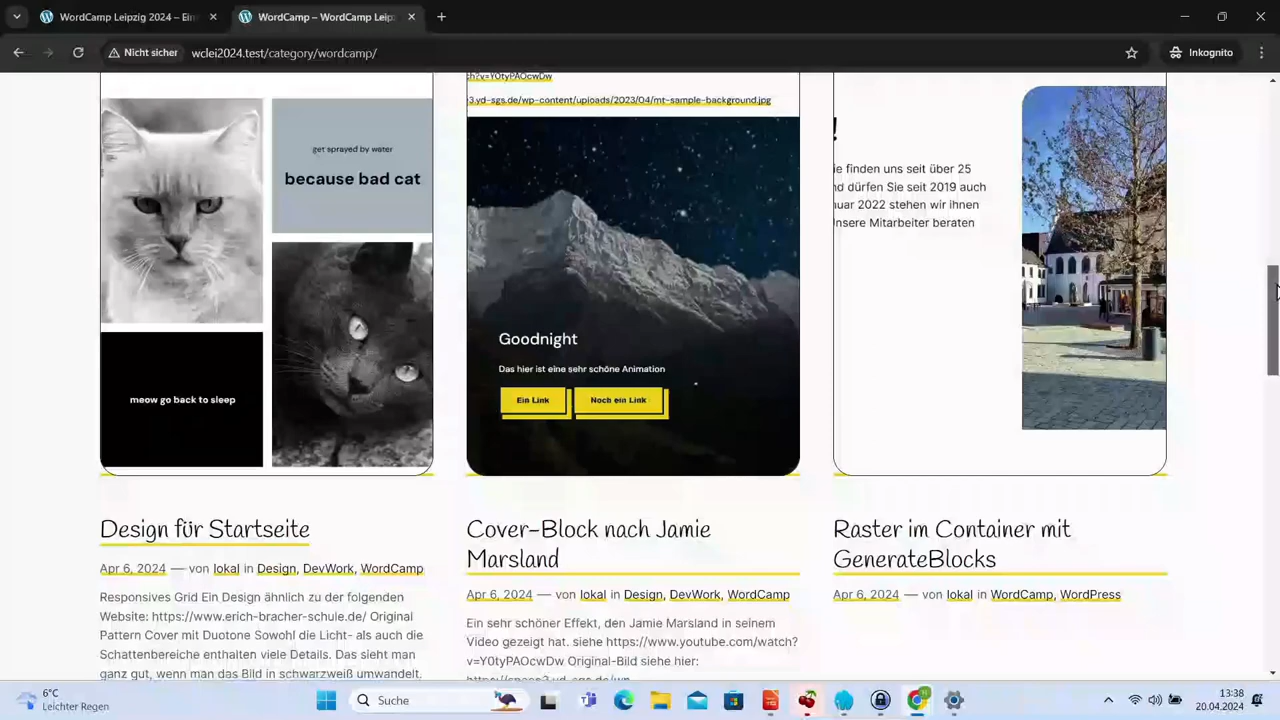 WordCamp Leipzig 2024 – Ein
WordCamp – WordCamp Leipz
Nicht sicher
wclei2024.test/category/wordcamp/
Inkognito
get sprayed by water
because bad cat
meow go back to sleep
Design für Startseite
Apr 6, 2024 — von lokal in Design, DevWork, WordCamp
Responsives Grid Ein Design ähnlich zu der folgenden
Website: https://www.erich-bracher-schule.de/ Original
Pattern Cover mit Duotone Sowohl die Licht- als auch die
Schattenbereiche enthalten viele Details. Das sieht man
ganz gut, wenn man das Bild in schwarzweiß umwandelt.
h?v=Y0tyPAOcwDw
3.yd-sgs.de/wp-content/uploads/2023/04/mt-sample-background.jpg
Goodnight
Das hier ist eine sehr schöne Animation
Ein Link
Noch ein Link
Cover-Block nach Jamie
Marsland
Apr 6, 2024 — von lokal in Design, DevWork, WordCamp
Ein sehr schöner Effekt, den Jamie Marsland in seinem
Video gezeigt hat. siehe https://www.youtube.com/watch?
v=Y0tyPAOcwDw Original-Bild siehe hier:
!
ie finden uns seit über 25
nd dürfen Sie seit 2019 auch
nuar 2022 stehen wir ihnen
Unsere Mitarbeiter beraten
Raster im Container mit
GenerateBlocks
Apr 6, 2024 — von lokal in WordCamp, WordPress
6°C
Leichter Regen
Suche
13:38
20.04.2024